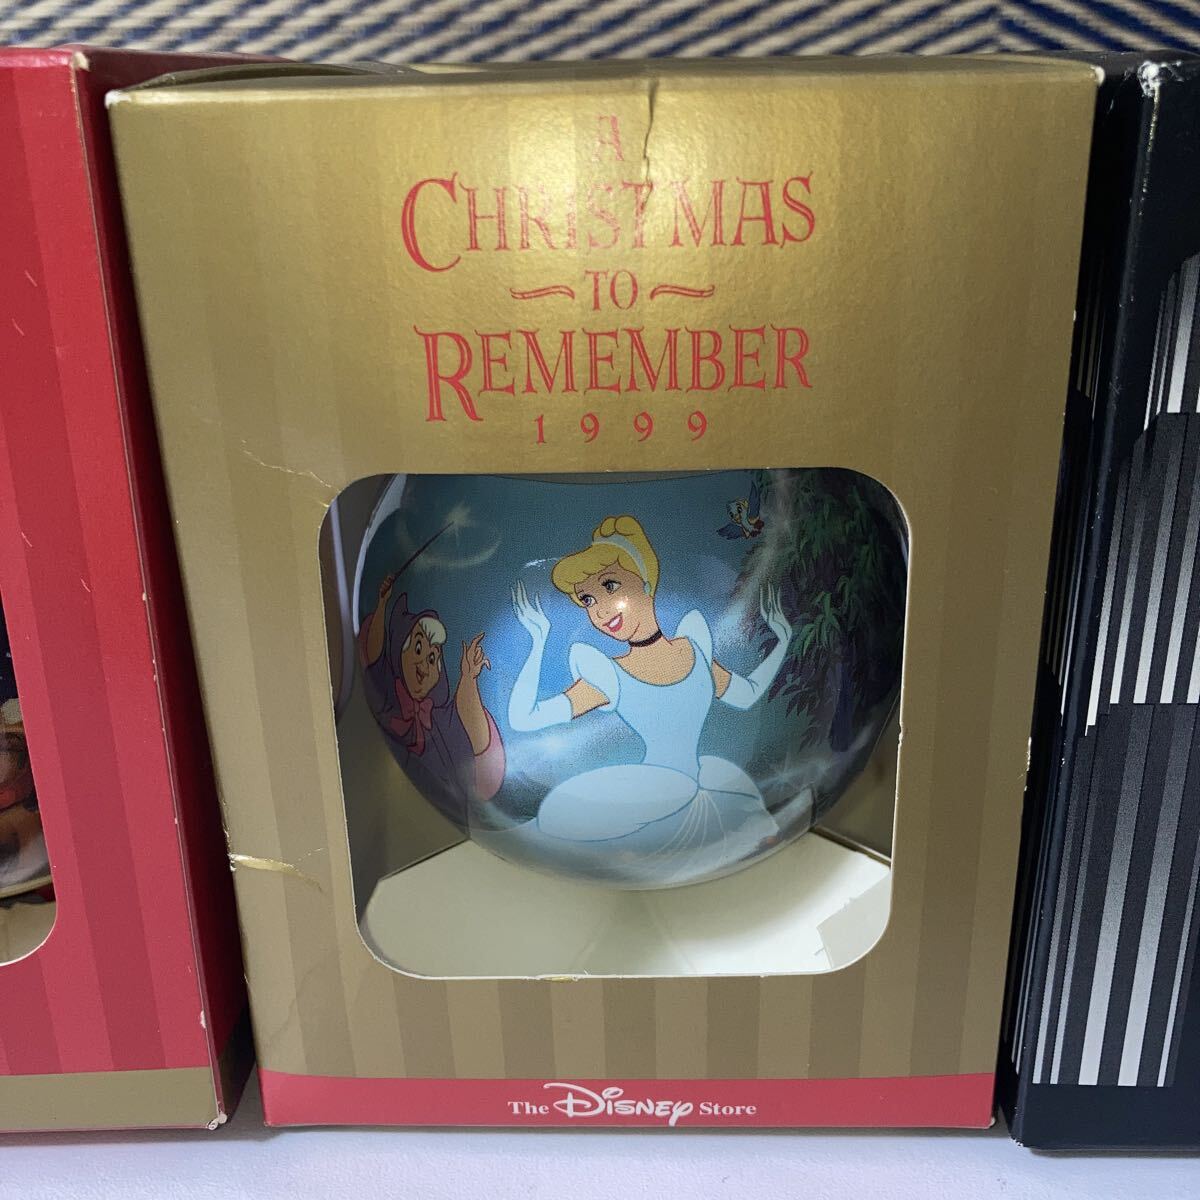 A
CHRISTMAS
TO
REMEMBER
1999
The Disney Store